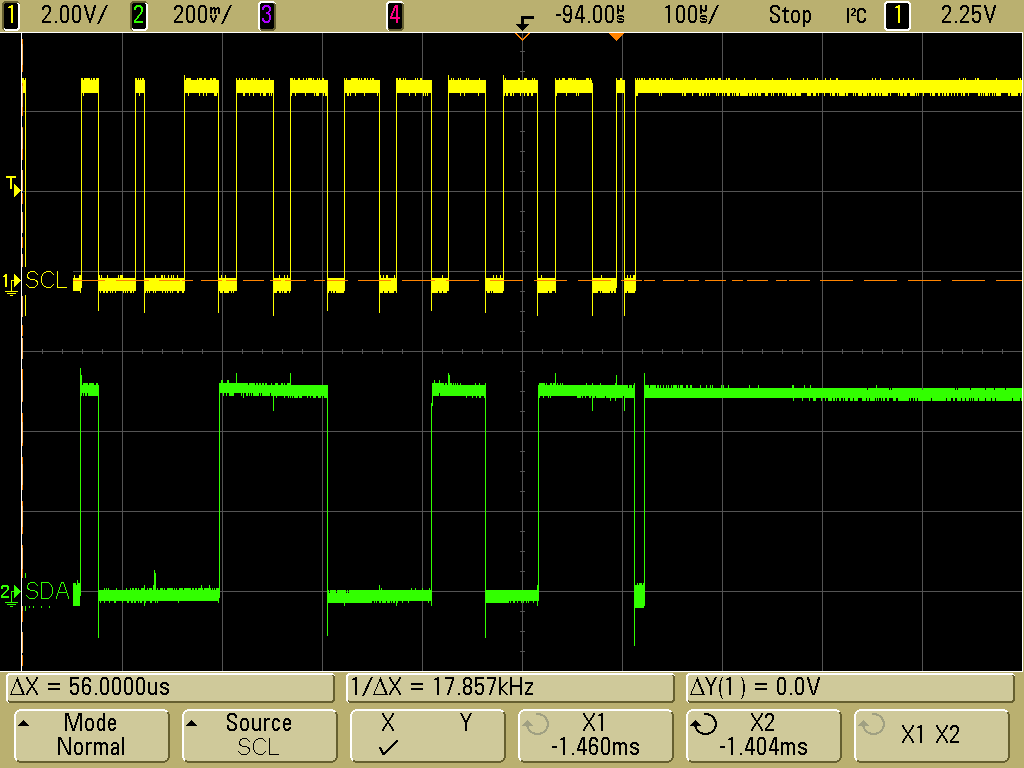 1 2.00V/ 2 200mV/ 3 4 -94.00µs 100µs/ Stop I²C 1 2.25V
T
1 SCL
2 SDA
ΔX = 56.0000us 1/ΔX = 17.857kHz ΔY(1) = 0.0V
Mode Source X Y X1 X2 X1 X2
Normal SCL ✓ -1.460ms -1.404ms